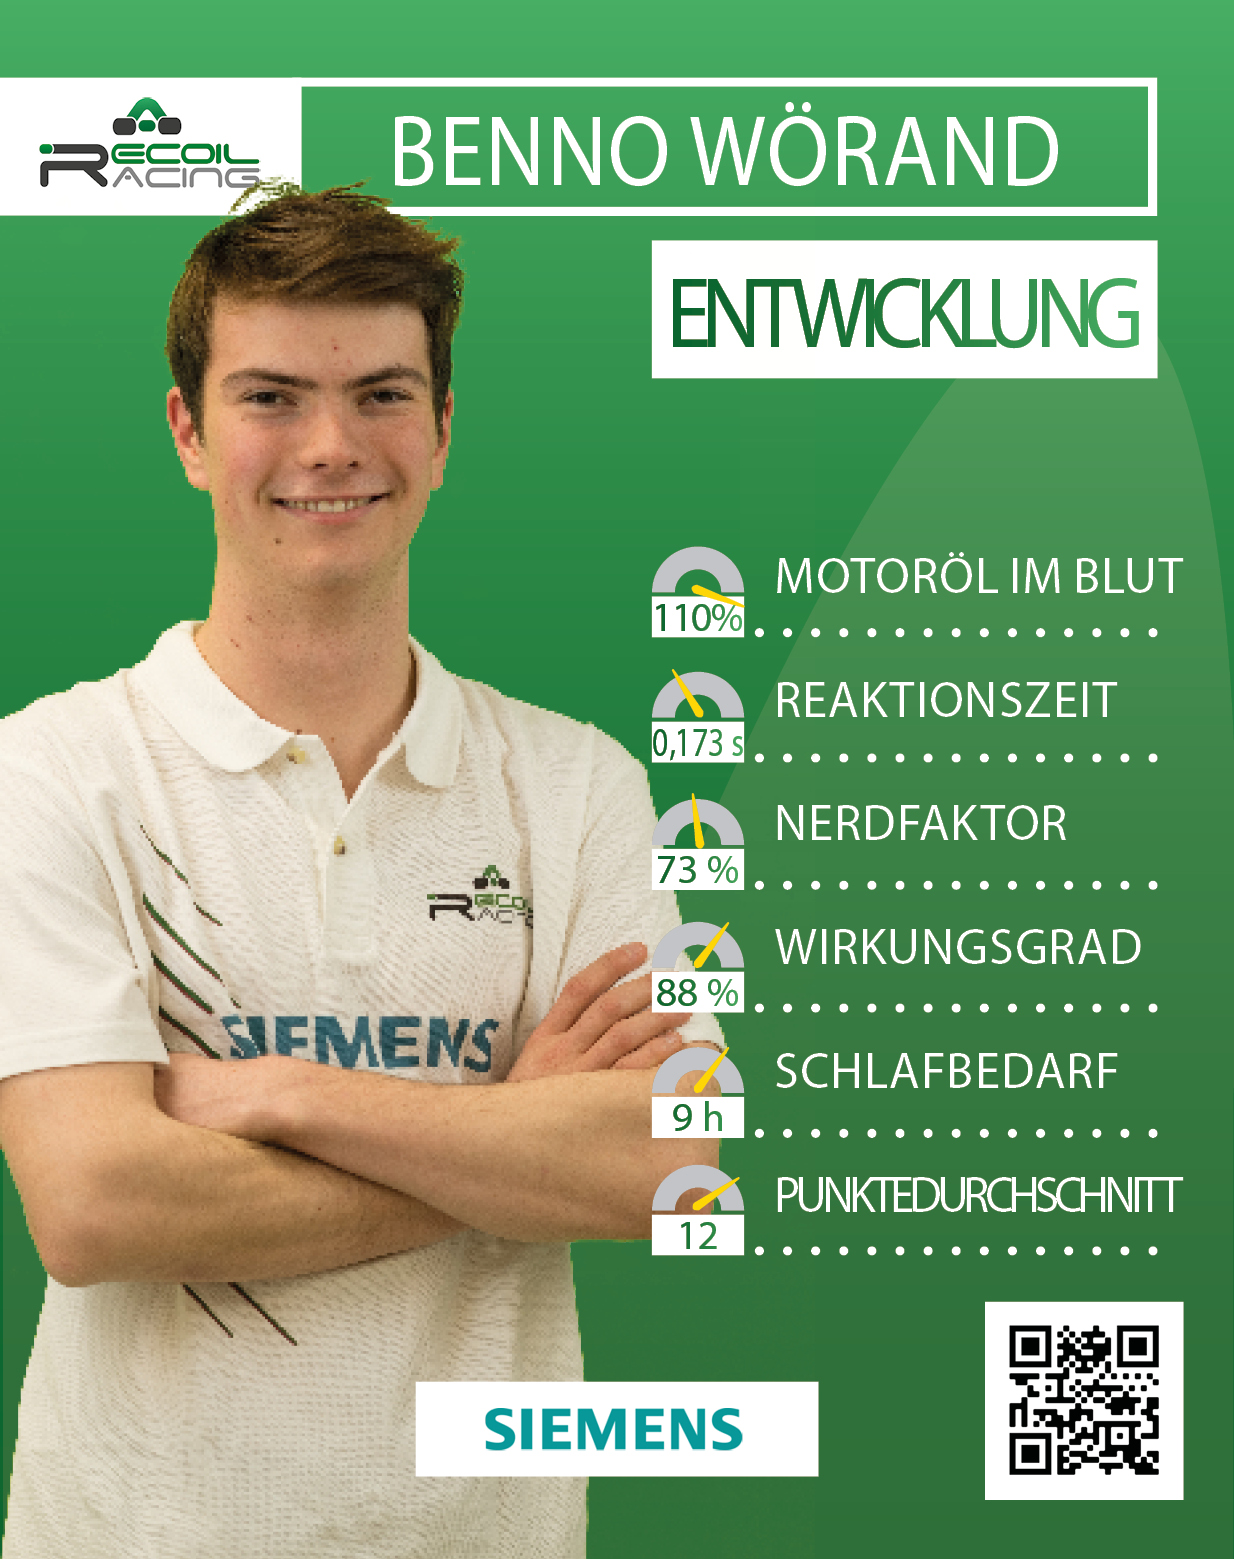 RECOIL
RACING
BENNO WÖRAND
ENTWICKLUNG
MOTORÖL IM BLUT
110%
REAKTIONSZEIT
0,173 s
NERDFAKTOR
73 %
RECOIL
RACING
WIRKUNGSGRAD
88 %
SIEMENS
SCHLAFBEDARF
9 h
PUNKTEDURCHSCHNITT
12
SIEMENS